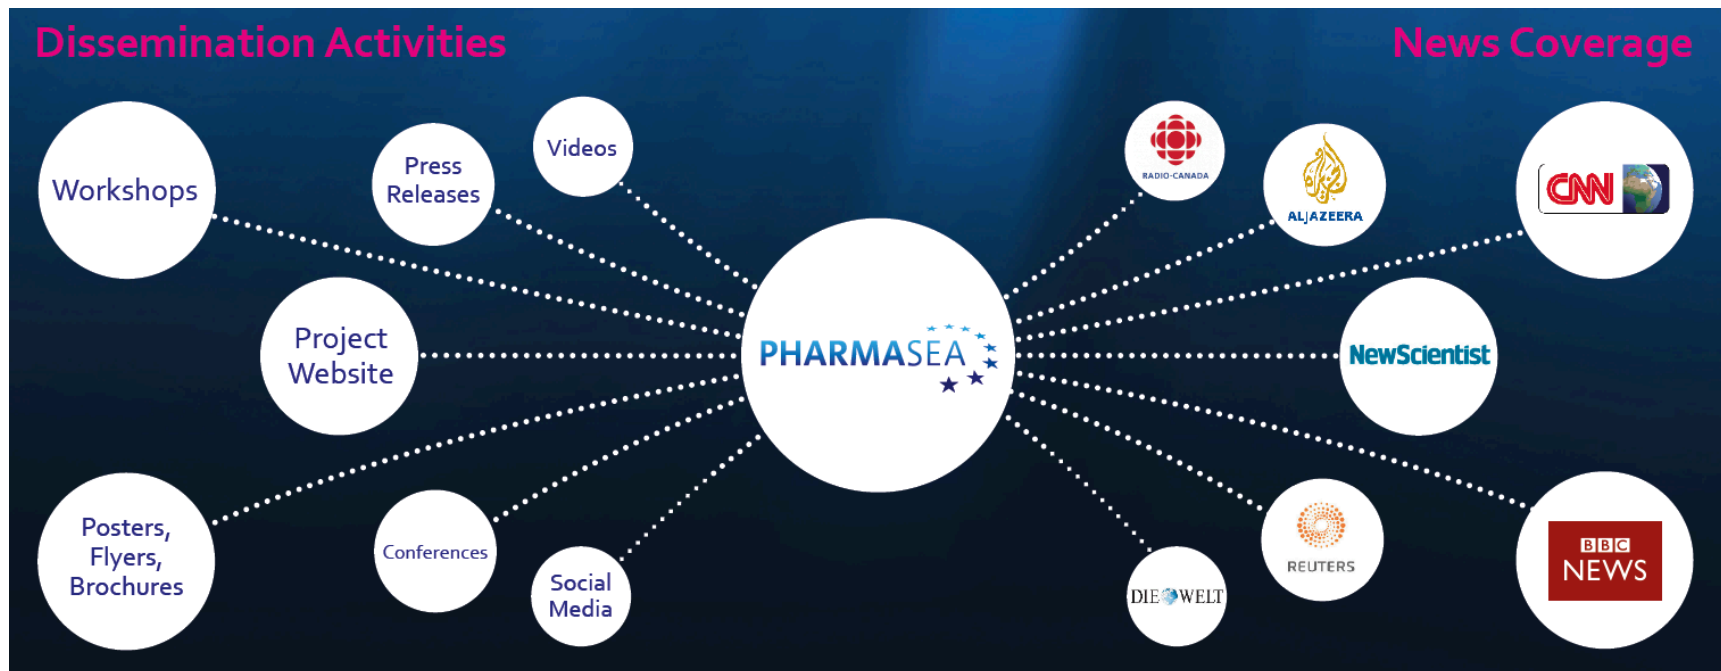 Dissemination Activities
News Coverage
Workshops
Press
Releases
Videos
Project
Website
Posters,
Flyers,
Brochures
Conferences
Social
Media
PHARMASEA
RADIO-CANADA
ALJAZEERA
الجزيرة
CNN
NewScientist
REUTERS
DIE WELT
BBC
NEWS